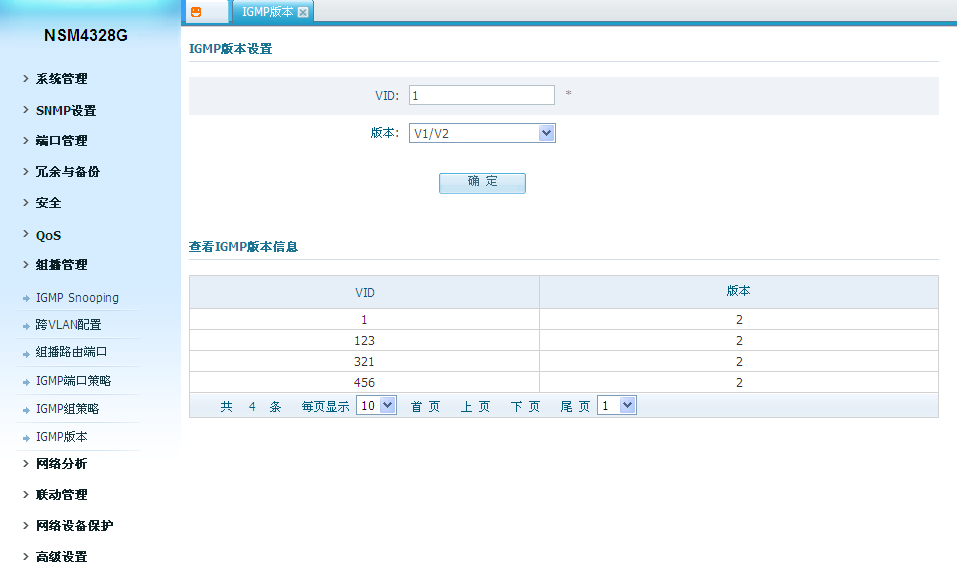 IGMP版本
NSM4328G
系统管理
SNMP设置
端口管理
冗余与备份
安全
QoS
组播管理
IGMP Snooping
跨VLAN配置
组播路由端口
IGMP端口策略
IGMP组策略
IGMP版本
网络分析
联动管理
网络设备保护
高级设置
IGMP版本设置
VID: 1 *
版本: V1/V2
确 定
查看IGMP版本信息
VID 版本
1 2
123 2
321 2
456 2
共 4 条 每页显示 10 首 页 上 页 下 页 尾 页 1